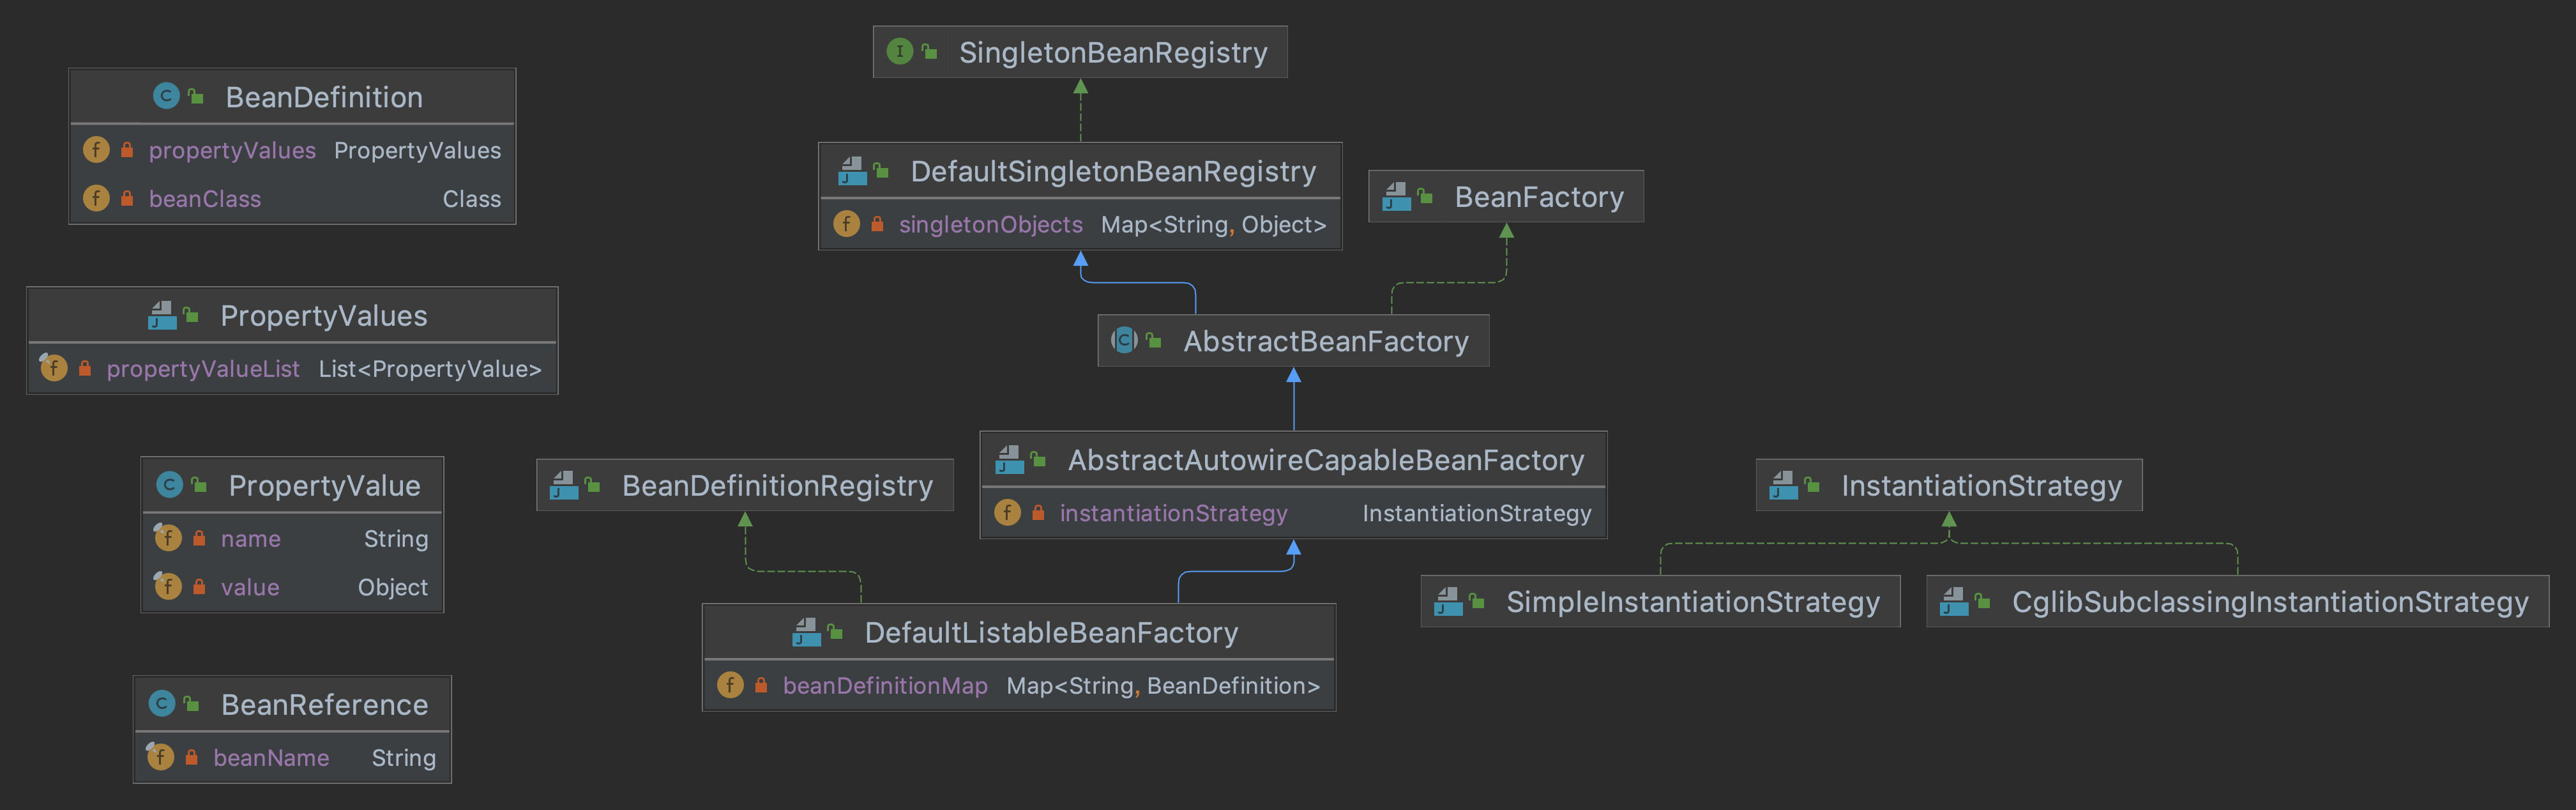 SingletonBeanRegistry
BeanDefinition
propertyValues PropertyValues
beanClass Class
DefaultSingletonBeanRegistry
singletonObjects Map<String, Object>
BeanFactory
PropertyValues
propertyValueList List<PropertyValue>
AbstractBeanFactory
PropertyValue
name String
value Object
BeanDefinitionRegistry
AbstractAutowireCapableBeanFactory
instantiationStrategy InstantiationStrategy
InstantiationStrategy
SimpleInstantiationStrategy
CglibSubclassingInstantiationStrategy
DefaultListableBeanFactory
beanDefinitionMap Map<String, BeanDefinition>
BeanReference
beanName String